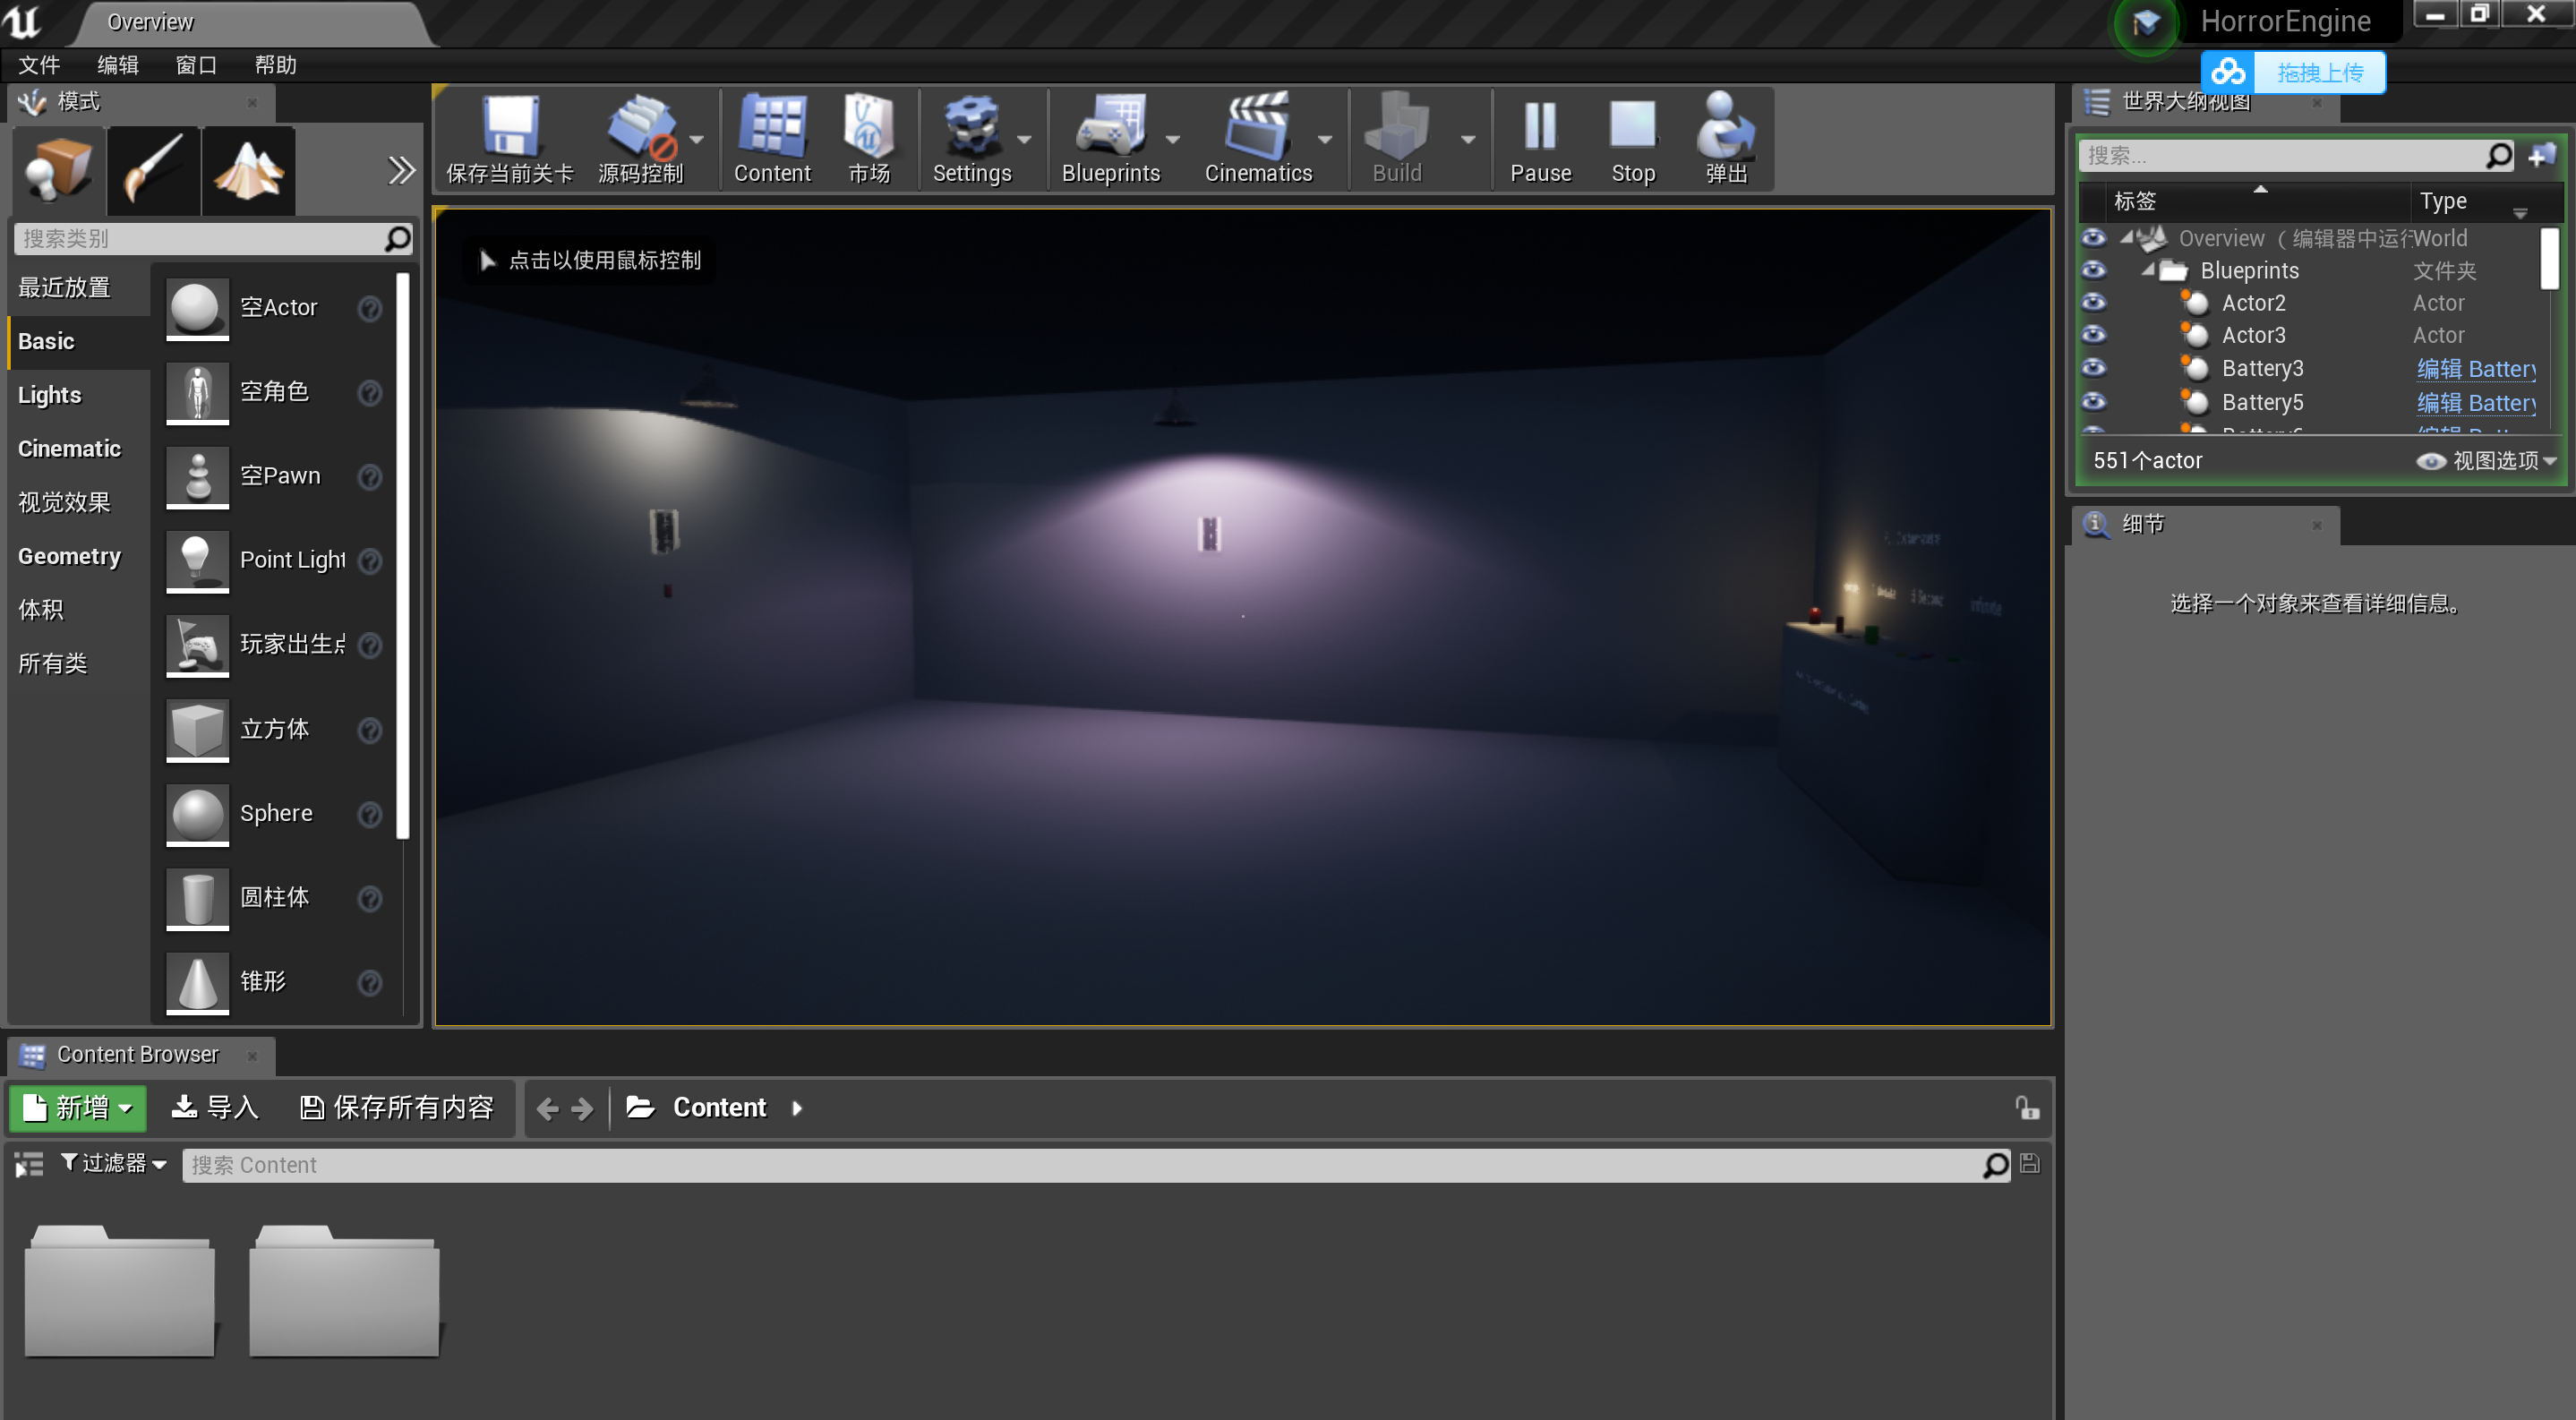 Overview
HorrorEngine
文件 编辑 窗口 帮助
拖拽上传
模式
保存当前关卡
源码控制
Content
市场
Settings
Blueprints
Cinematics
Build
Pause
Stop
弹出
世界大纲视图
搜索...
标签
Type
搜索类别
最近放置
Basic
Lights
Cinematic
视觉效果
Geometry
体积
所有类
空Actor
空角色
空Pawn
Point Light
玩家出生点
立方体
Sphere
圆柱体
锥形
点击以使用鼠标控制
Overview（编辑器中运行 World
Blueprints 文件夹
Actor2 Actor
Actor3 Actor
Battery3 编辑 Battery
Battery5 编辑 Battery
551个actor
视图选项
细节
选择一个对象来查看详细信息。
Content Browser
新增
导入
保存所有内容
Content
过滤器
搜索 Content